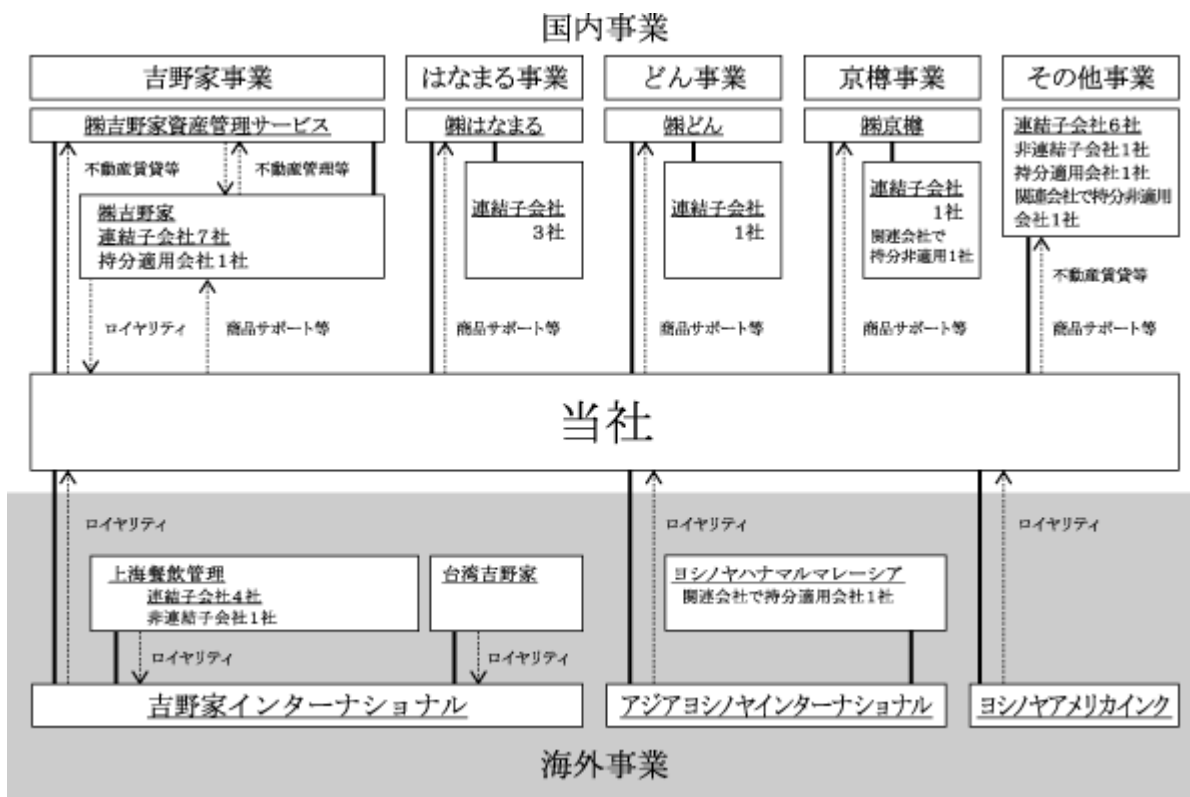 国内事業
吉野家事業
はなまる事業
どん事業
京樽事業
その他事業
㈱吉野家資産管理サービス
㈱はなまる
㈱どん
㈱京樽
連結子会社6社
非連結子会社1社
持分適用会社1社
関連会社で持分非適用
会社1社
不動産賃貸等
不動産管理等
㈱吉野家
連結子会社7社
持分適用会社1社
連結子会社
3社
連結子会社
1社
連結子会社
1社
関連会社で
持分非適用1社
不動産賃貸等
ロイヤリティ
商品サポート等
商品サポート等
商品サポート等
商品サポート等
商品サポート等
当社
ロイヤリティ
ロイヤリティ
ロイヤリティ
上海餐飲管理
連結子会社4社
非連結子会社1社
台湾吉野家
ヨシノヤハナマルマレーシア
関連会社で持分適用会社1社
ロイヤリティ
ロイヤリティ
吉野家インターナショナル
アジアヨシノヤインターナショナル
ヨシノヤアメリカインク
海外事業